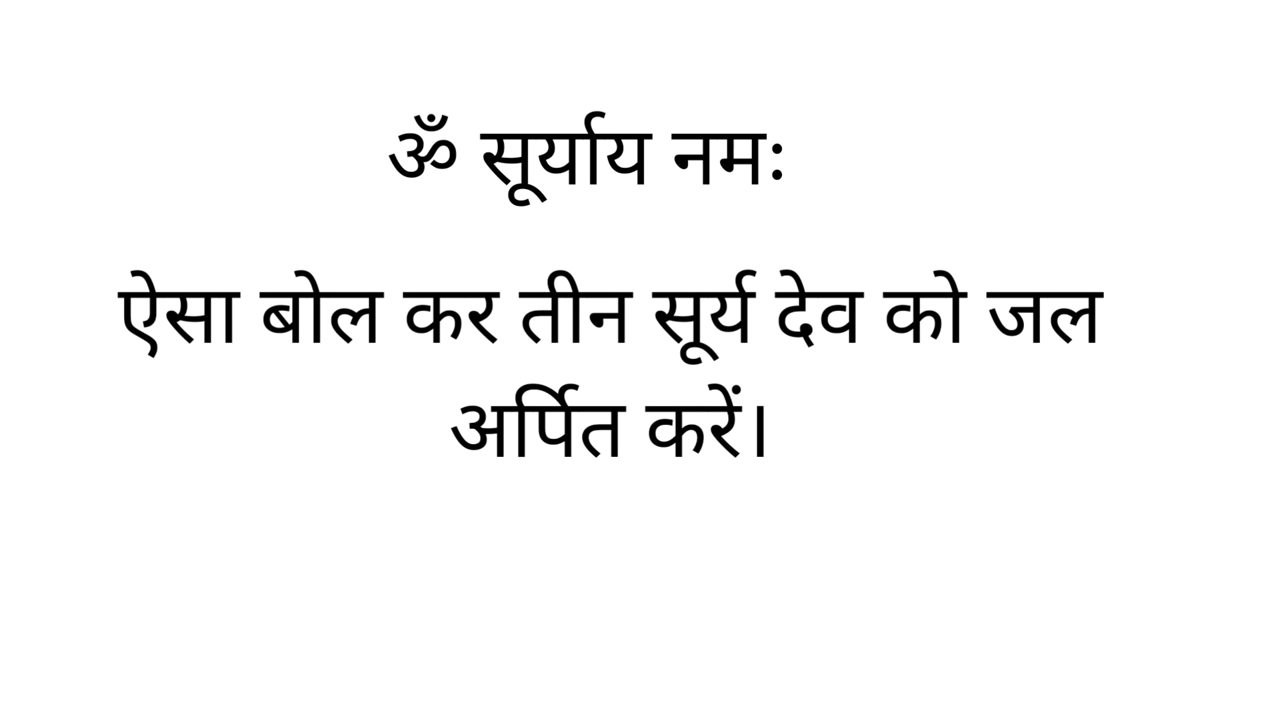 ॐ सूर्याय नमः
ऐसा बोल कर तीन सूर्य देव को जल
अर्पित करें।